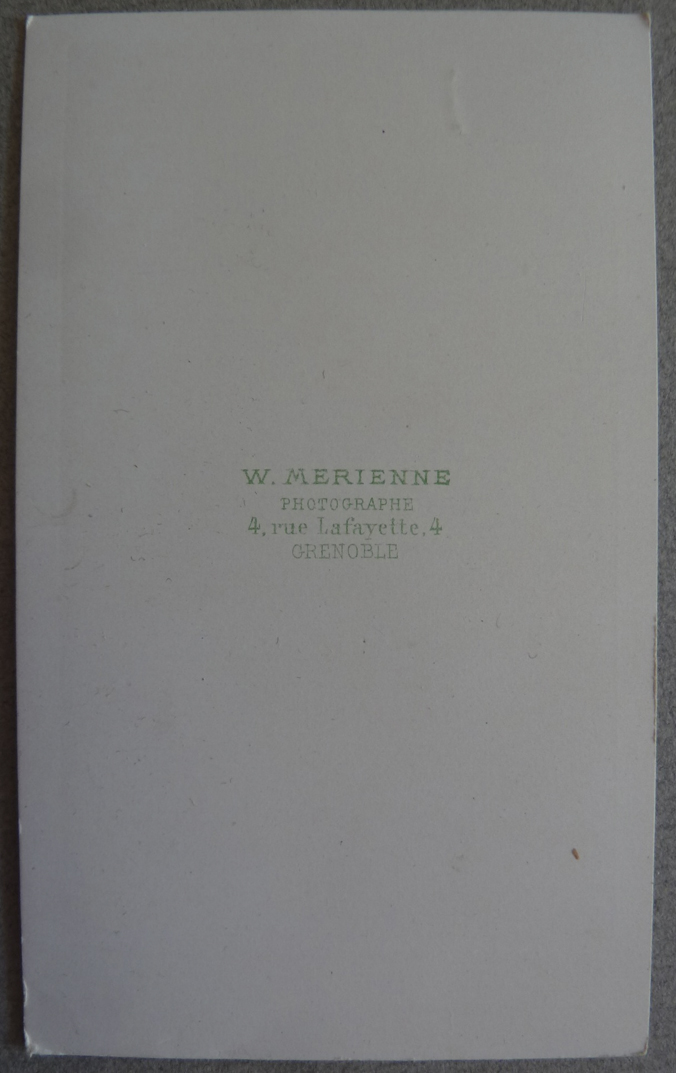 W. MERIENNE
PHOTOGRAPHE
4, rue Lafayette, 4
GRENOBLE